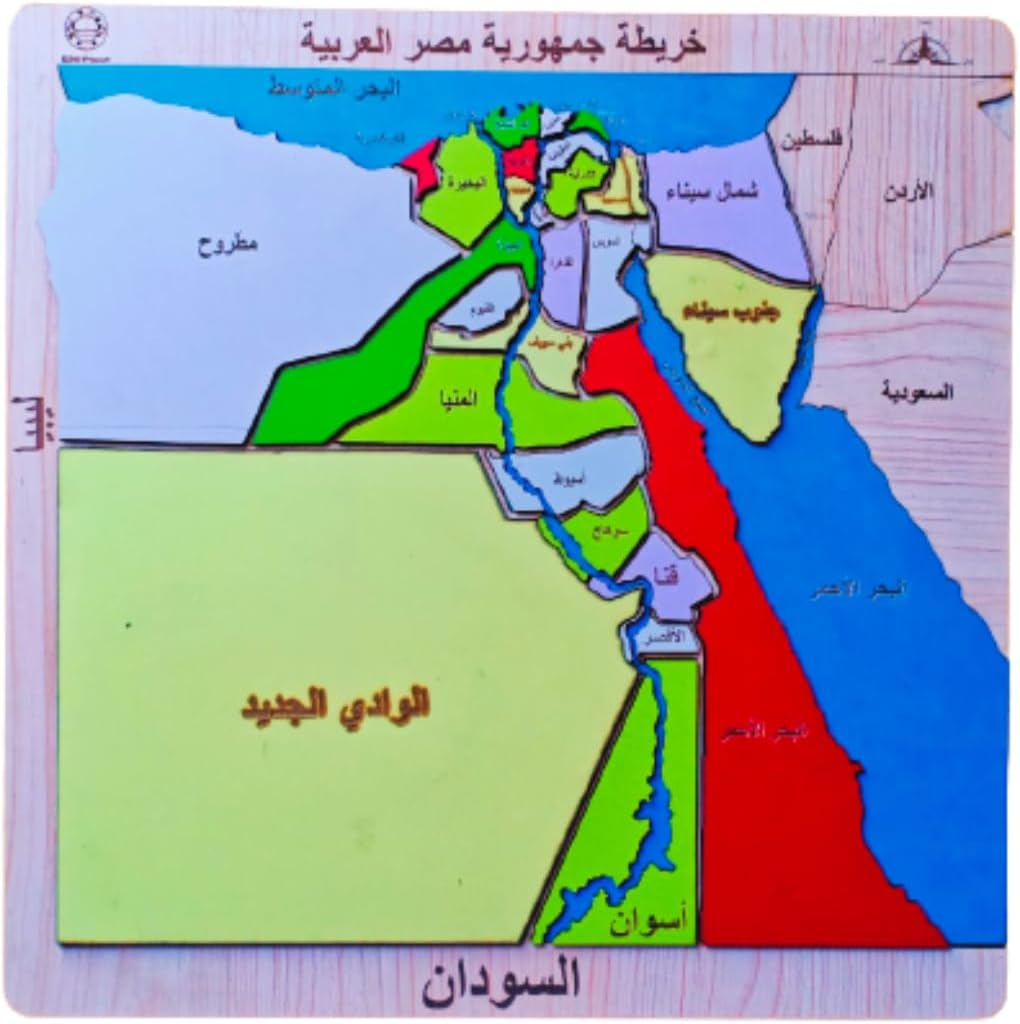 خريطة جمهورية مصر العربية
البحر المتوسط
فلسطين
الأردن
البحيرة
شمال سيناء
مطروح
السويس
الفيوم
جنوب سيناء
بني سويف
السعودية
المنيا
ليبيا
أسيوط
سوهاج
قنا
البحر الأحمر
الأقصر
الوادي الجديد
البحر الأحمر
أسوان
السودان